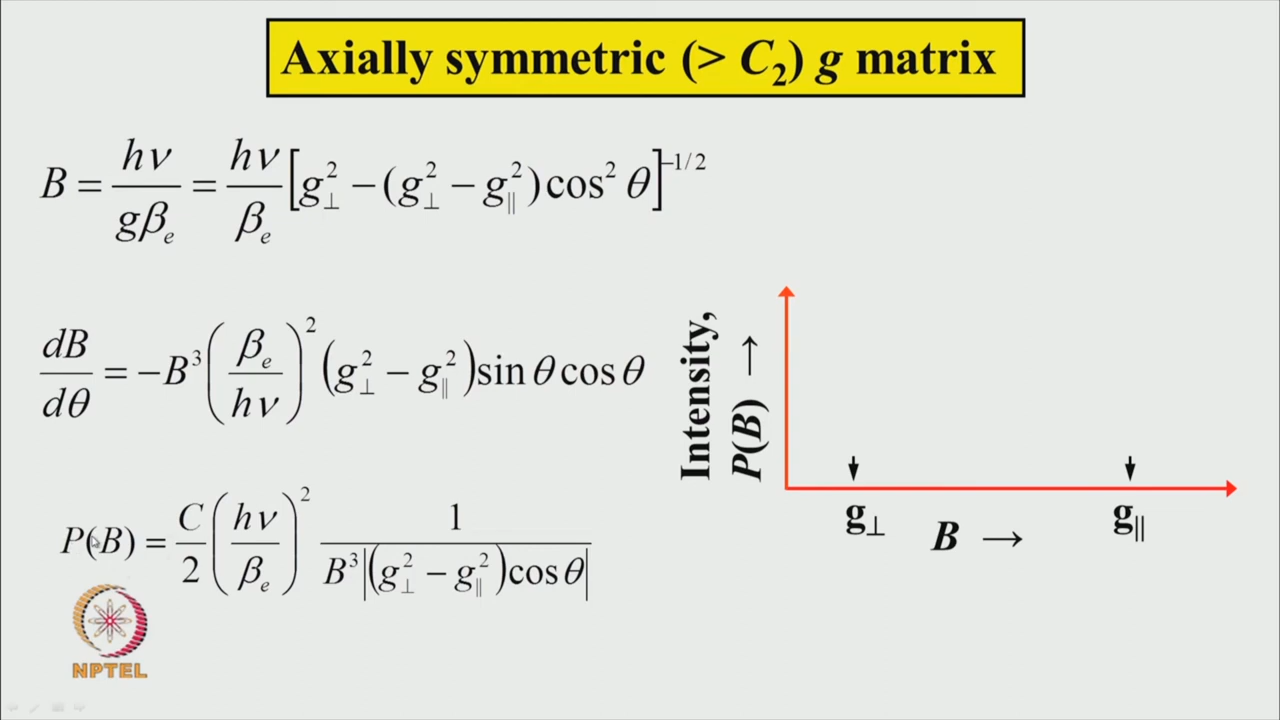 Axially symmetric (> C₂) g matrix
B = hν / gβₑ = hν / βₑ [g⊥² − (g⊥² − g∥²) cos² θ]^−1/2
dB / dθ = −B³ (βₑ / hν)² (g⊥² − g∥²) sin θ cos θ
P(B) = C / 2 (hν / βₑ)² 1 / B³ |(g⊥² − g∥²) cos θ|
Intensity,
P(B) →
g⊥ B → g∥
NPTEL